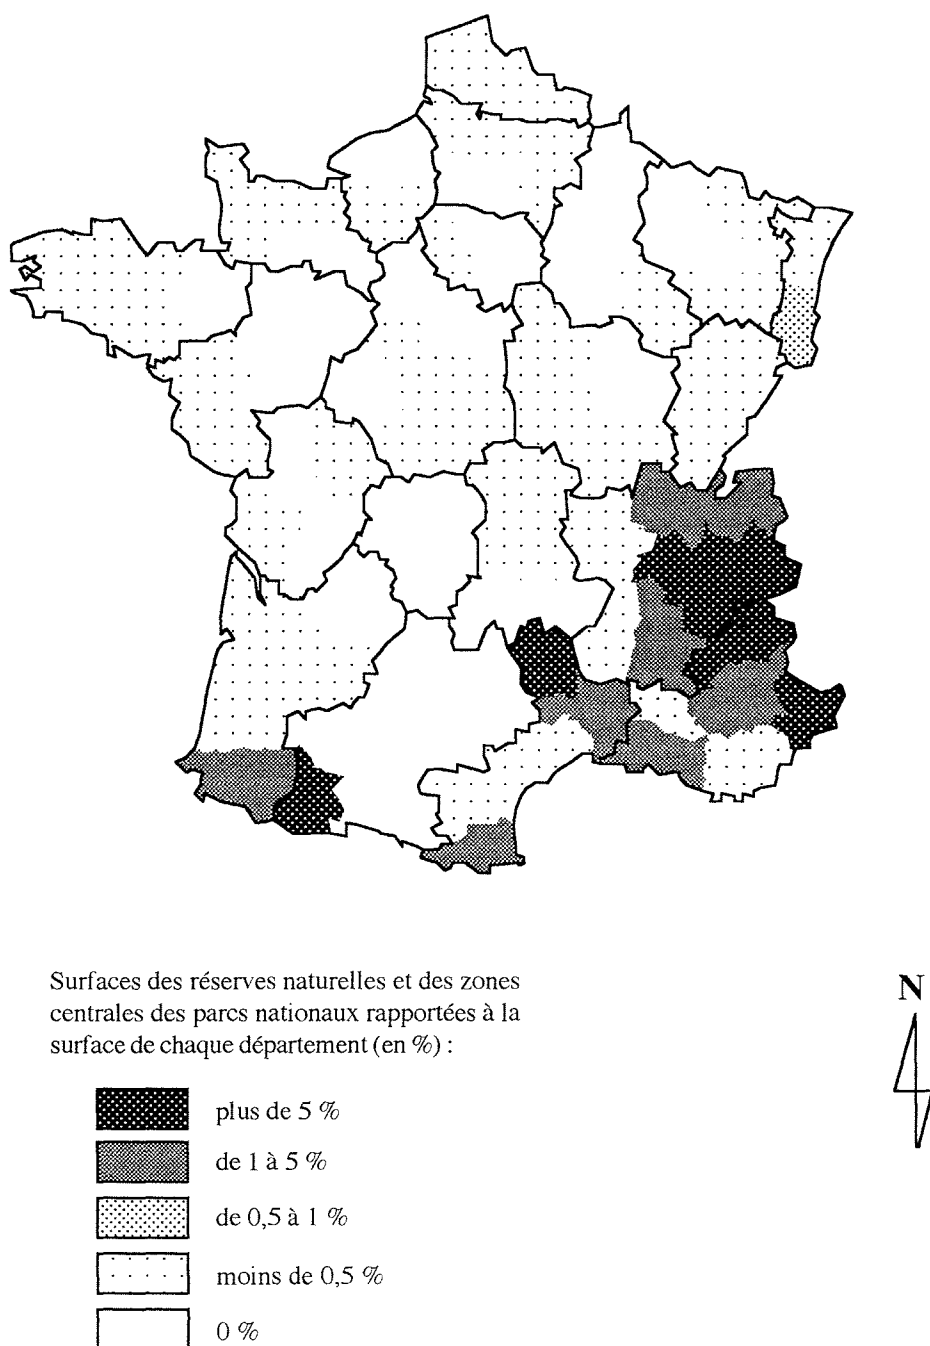 Surfaces des réserves naturelles et des zones
centrales des parcs nationaux rapportées à la
surface de chaque département (en %) :
N
plus de 5 %
de 1 à 5 %
de 0,5 à 1 %
moins de 0,5 %
0 %